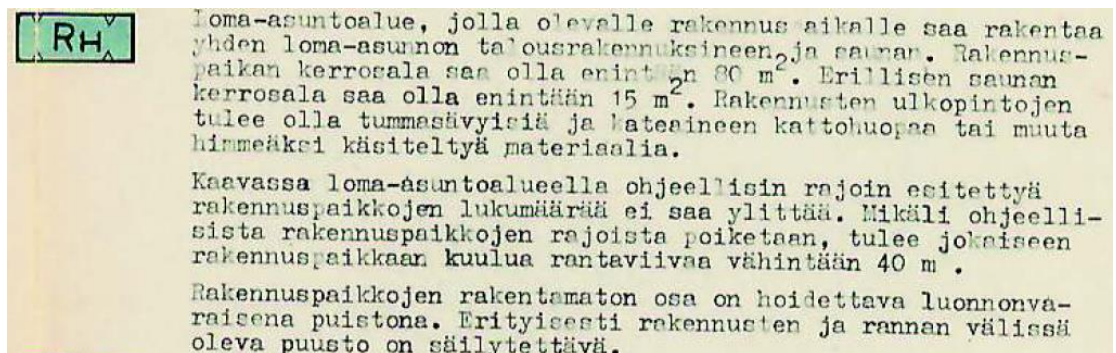 RH
Loma-asuntoalue, jolla olevalle rakennuspaikalle saa rakentaa
yhden loma-asunnon talousrakennuksineen ja saunan. Rakennus-
paikan kerrosala saa olla enintään 80 m². Erillisen saunan
kerrosala saa olla enintään 15 m². Rakennusten ulkopintojen
tulee olla tummasävyisiä ja kateaineen kattohuopaa tai muuta
himmeäksi käsiteltyä materiaalia.
Kaavassa loma-asuntoalueella ohjeellisin rajoin esitettyä
rakennuspaikkojen lukumäärää ei saa ylittää. Mikäli ohjeelli-
sista rakennuspaikkojen rajoista poiketaan, tulee jokaiseen
rakennuspaikkaan kuulua rantaviivaa vähintään 40 m .
Rakennuspaikkojen rakentamaton osa on hoidettava luonnonva-
raisena puistona. Erityisesti rakennusten ja rannan välissä
oleva puusto on säilytettävä.